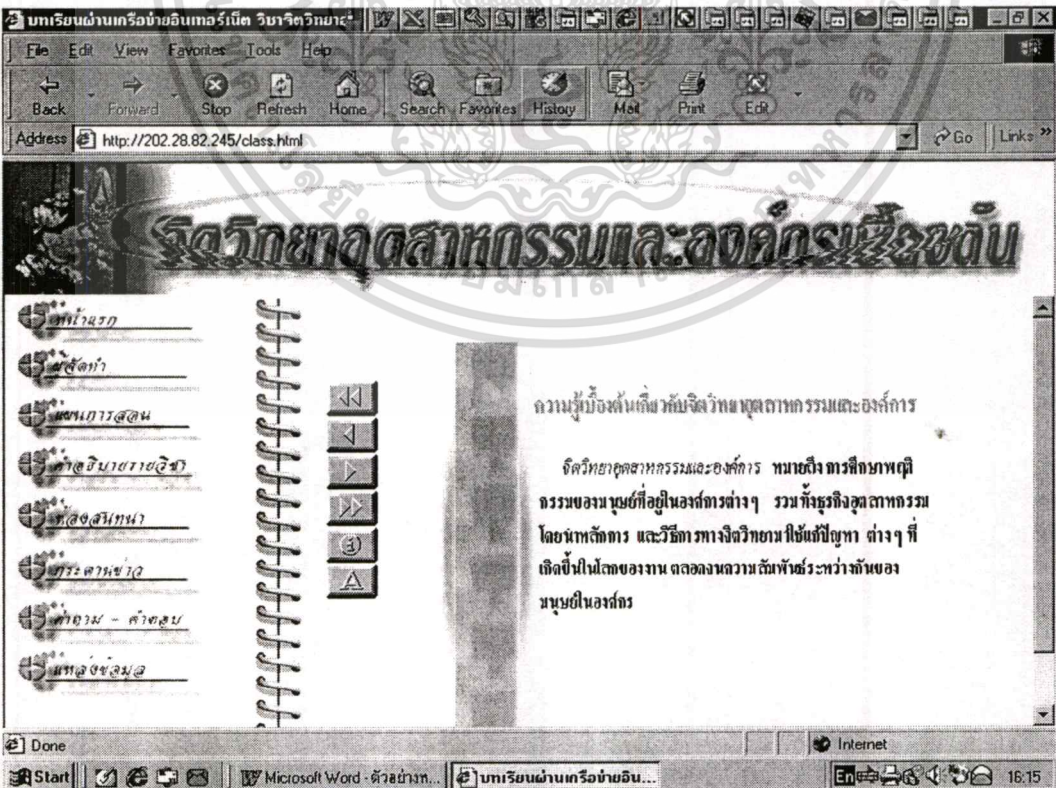 บทเรียนผ่านเครือข่ายอินเทอร์เน็ต วิชาจิตวิทยาอุ
File Edit View Favorites Tools Help
Back Forward Stop Refresh Home Search Favorites History Mail Print Edit
Address http://202.28.82.245/class.html Go Links
จิตวิทยาอุตสาหกรรมและองค์กรเบื้องต้น
หน้าแรก
ผู้จัดทำ
แผนการสอน
คำอธิบายรายวิชา
ห้องสนทนา
กระดานข่าว
คำถาม - คำตอบ
แหล่งข้อมูล
ความรู้เบื้องต้นเกี่ยวกับจิตวิทยาอุตสาหกรรมและองค์การ
จิตวิทยาอุตสาหกรรมและองค์การ หมายถึง การศึกษาพฤติ
กรรมของมนุษย์ที่อยู่ในองค์การต่าง ๆ รวมทั้งธุรกิจอุตสาหกรรม
โดยนำหลักการ และวิธีการทางจิตวิทยามาใช้แก้ปัญหา ต่าง ๆ ที่
เกิดขึ้นในโลกของงาน ตลอดจนความสัมพันธ์ระหว่างกันของ
มนุษย์ในองค์กร
Done Internet
Start Microsoft Word - ตัวอย่างห... บทเรียนผ่านเครือข่ายอิน... En 16:15